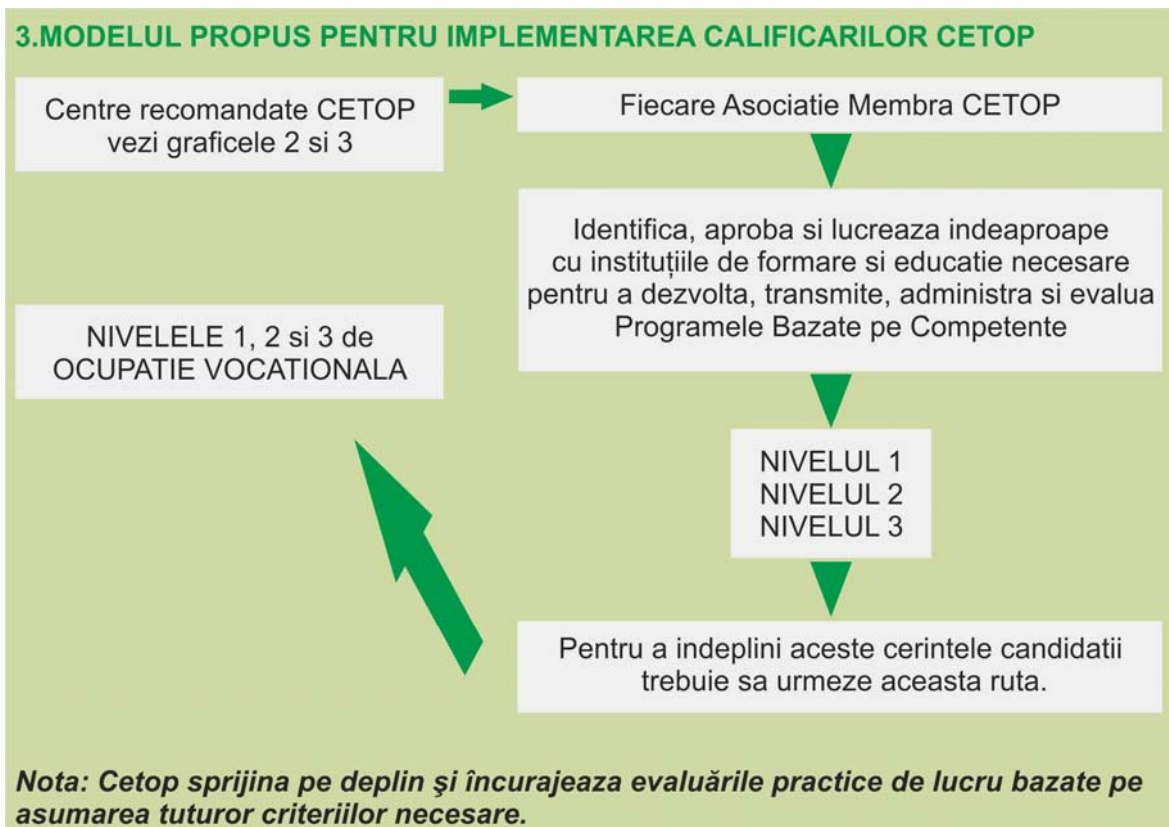 3.MODELUL PROPUS PENTRU IMPLEMENTAREA CALIFICARILOR CETOP
Centre recomandate CETOP
vezi graficele 2 si 3
Fiecare Asociatie Membra CETOP
Identifica, aproba si lucreaza indeaproape
cu instituțiile de formare si educatie necesare
pentru a dezvolta, transmite, administra si evalua
Programele Bazate pe Competente
NIVELELE 1, 2 si 3 de
OCUPATIE VOCATIONALA
NIVELUL 1
NIVELUL 2
NIVELUL 3
Pentru a indeplini aceste cerintele candidatii
trebuie sa urmeze aceasta ruta.
Nota: Cetop sprijina pe deplin şi încurajeaza evaluările practice de lucru bazate pe
asumarea tuturor criteriilor necesare.